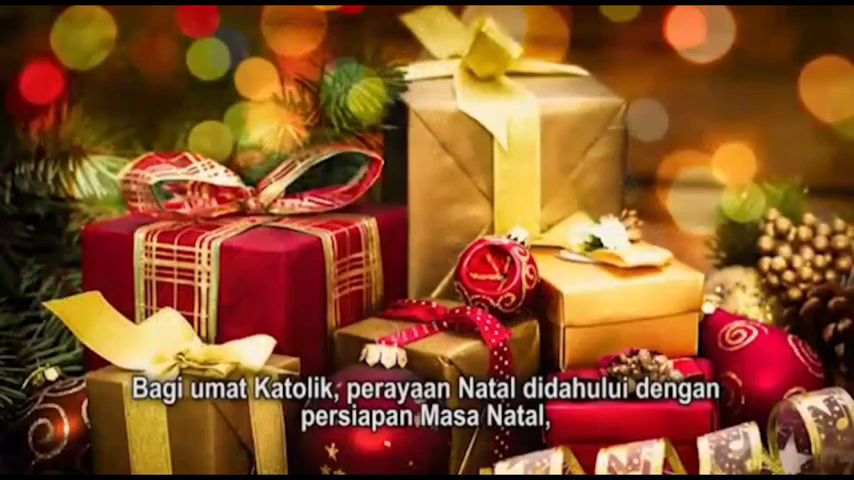 Bagi umat Katolik, perayaan Natal didahului dengan
persiapan Masa Natal,